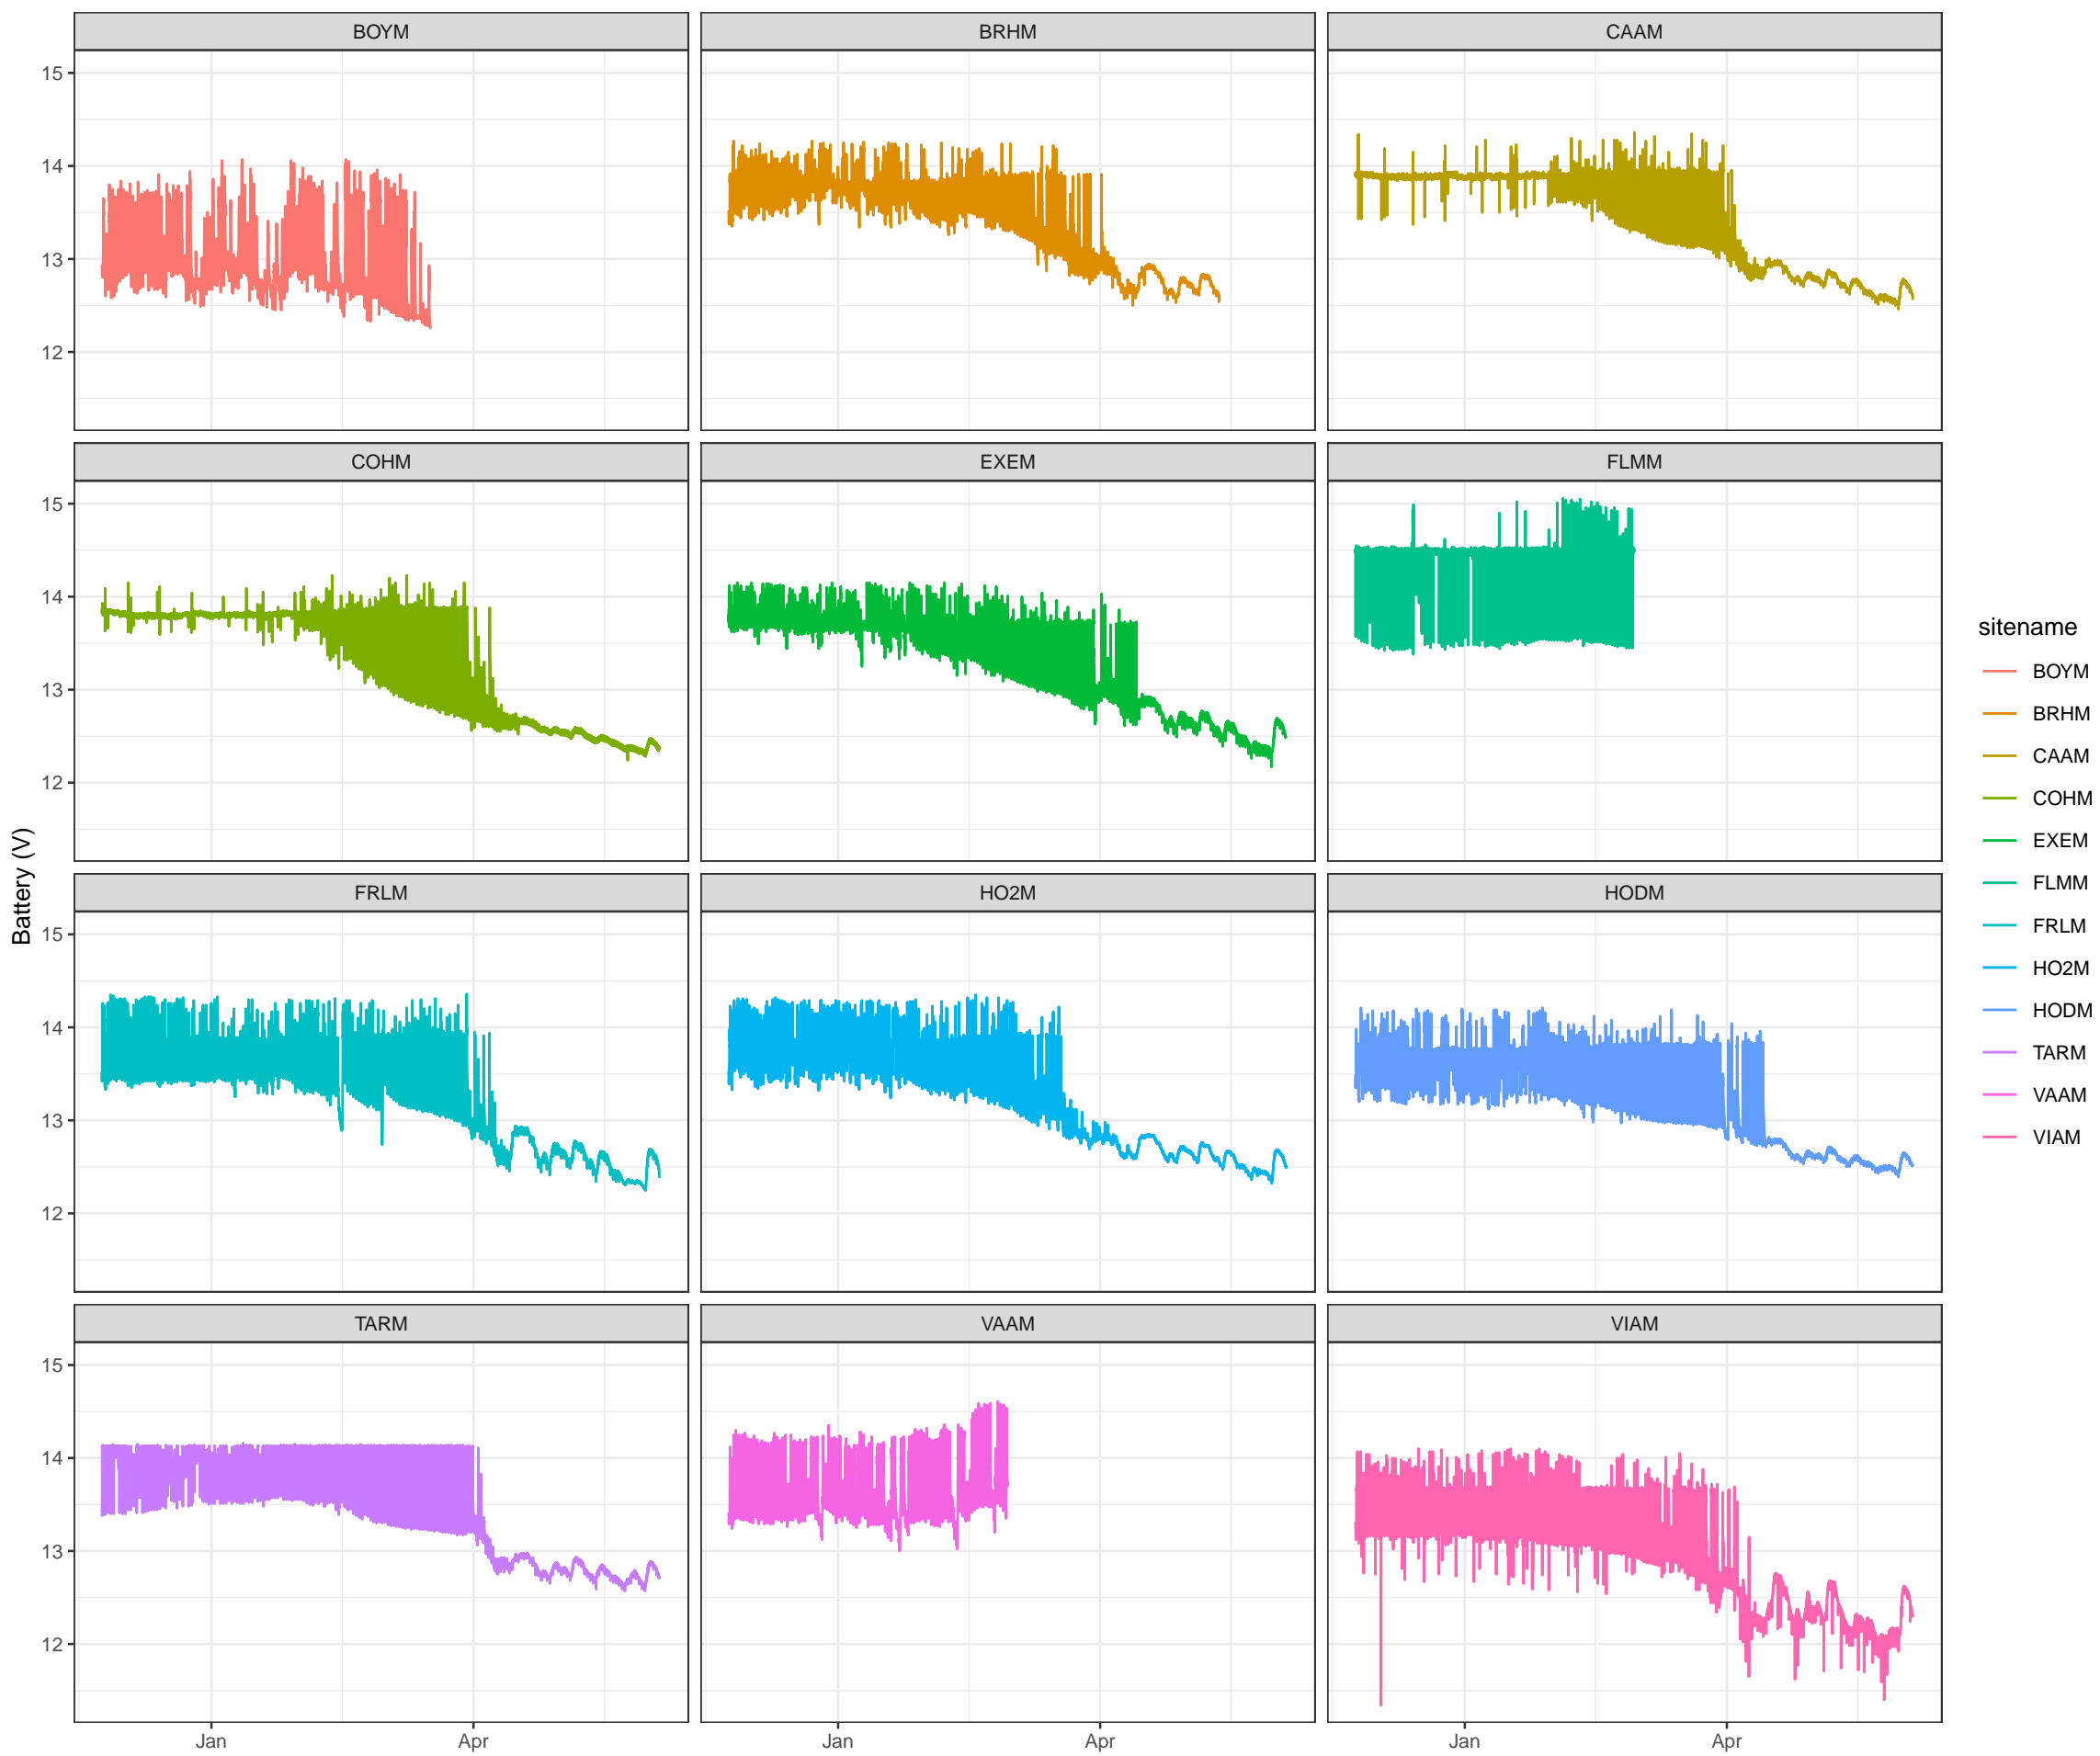 BOYM BRHM CAAM
15
14
13
12
COHM EXEM FLMM
15
14
13
12
FRLM HO2M HODM
15
14
13
12
TARM VAAM VIAM
15
14
13
12
Jan Apr Jan Apr Jan Apr
Battery (V)
sitename
BOYM
BRHM
CAAM
COHM
EXEM
FLMM
FRLM
HO2M
HODM
TARM
VAAM
VIAM